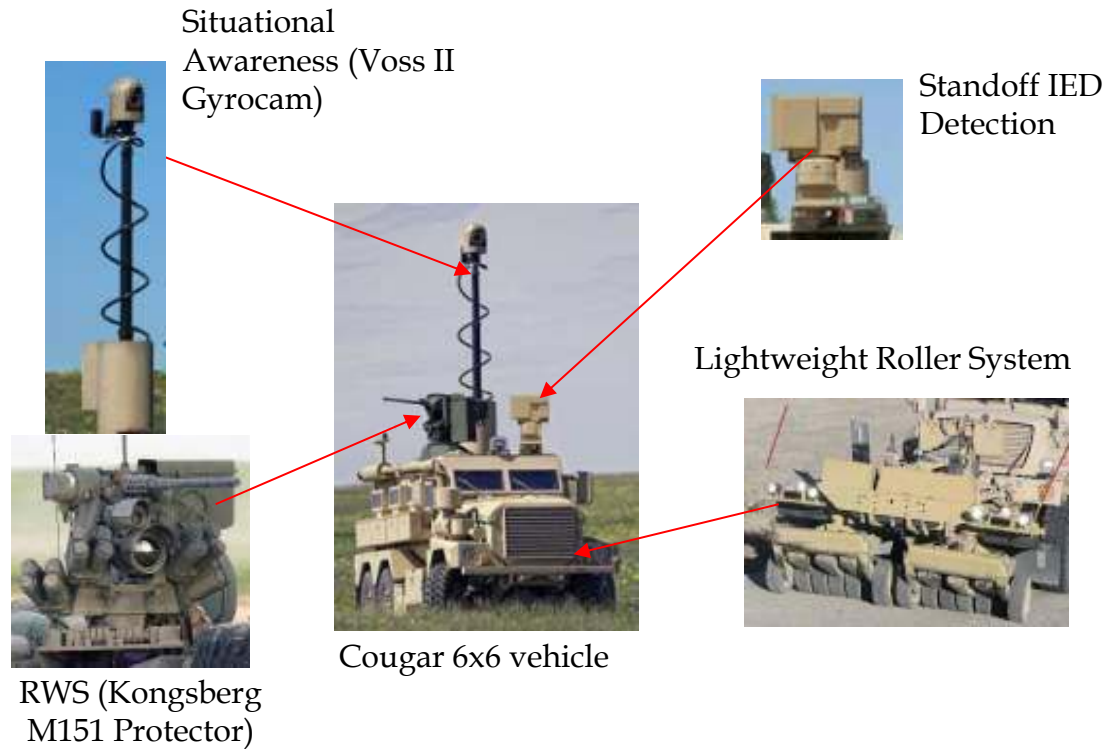 Situational
Awareness (Voss II
Gyrocam)
Standoff IED
Detection
Lightweight Roller System
Cougar 6x6 vehicle
RWS (Kongsberg
M151 Protector)